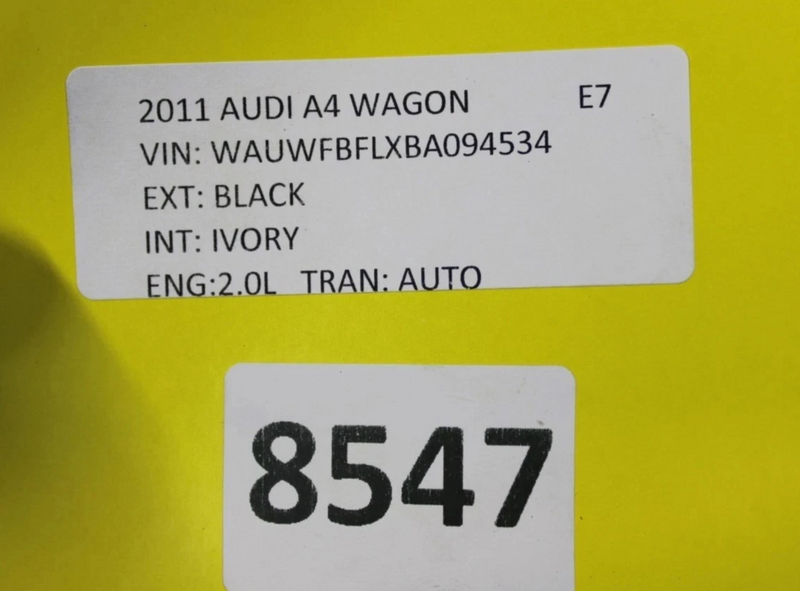 2011 AUDI A4 WAGON E7
VIN: WAUWFBFLXBA094534
EXT: BLACK
INT: IVORY
ENG:2.0L TRAN: AUTO
8547